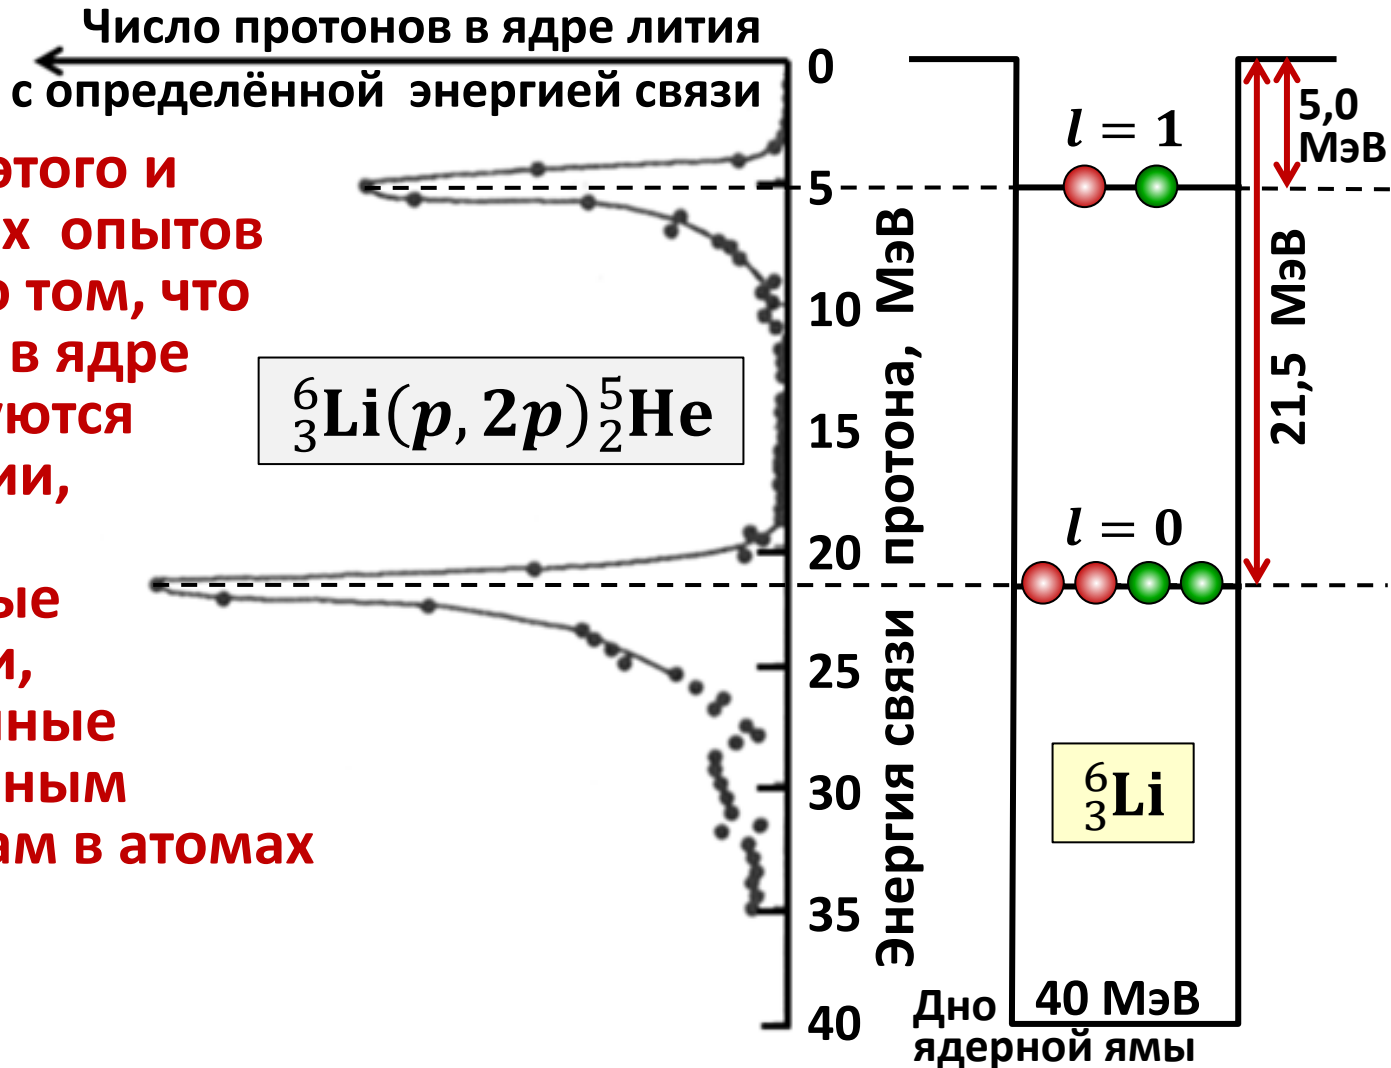 Число протонов в ядре лития
с определённой энергией связи
этого и
х опытов
о том, что
в ядре
уются
ии,
ые
и,
нные
ным
ам в атомах
⁶₃Li(p, 2p)⁵₂He
0
5
10
15
20
25
30
35
40
Энергия связи протона, МэВ
l = 1
5,0
МэВ
21,5 МэВ
l = 0
⁶₃Li
40 МэВ
Дно
ядерной ямы